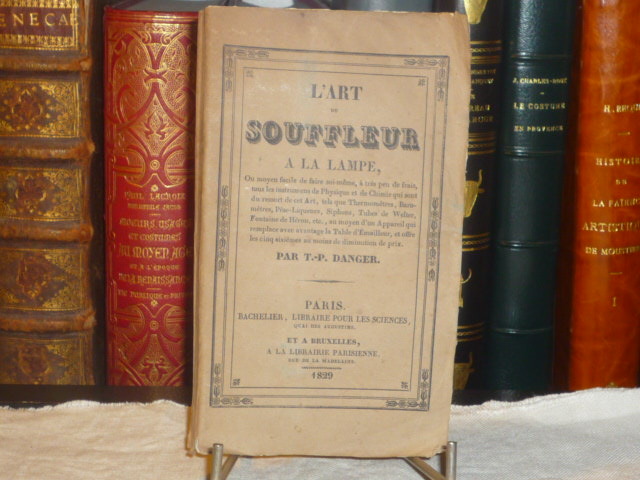 L'ART
DU
SOUFFLEUR
A LA LAMPE,
Ou moyen facile de faire soi-même, à très peu de frais,
tous les instrumens de Physique et de Chimie qui sont
du ressort de cet Art, tels que Thermomètres, Baro-
mètres, Pèse-Liqueurs, Siphons, Tubes de Welter,
Fontaine de Héron, etc., au moyen d'un Appareil qui
remplace avec avantage la Table d'Émailleur, et offre
les cinq sixièmes au moins de diminution de prix.
PAR T.-P. DANGER.
PARIS.
BACHELIER, LIBRAIRE POUR LES SCIENCES,
QUAI DES AUGUSTINS.
ET A BRUXELLES,
A LA LIBRAIRIE PARISIENNE,
RUE DE LA MADELAINE.
1829
PAUL LACROIX
MOEURS, USAGES
ET COSTUMES
AU MOYEN AGE
ET A L'ÉPOQUE
DE LA RENAISSANCE
J. CHARLES-ROUX
LE COSTUME
EN PROVENCE
HISTOIRE
DE
LA FAÏENCE
DE MOUSTIERS
I